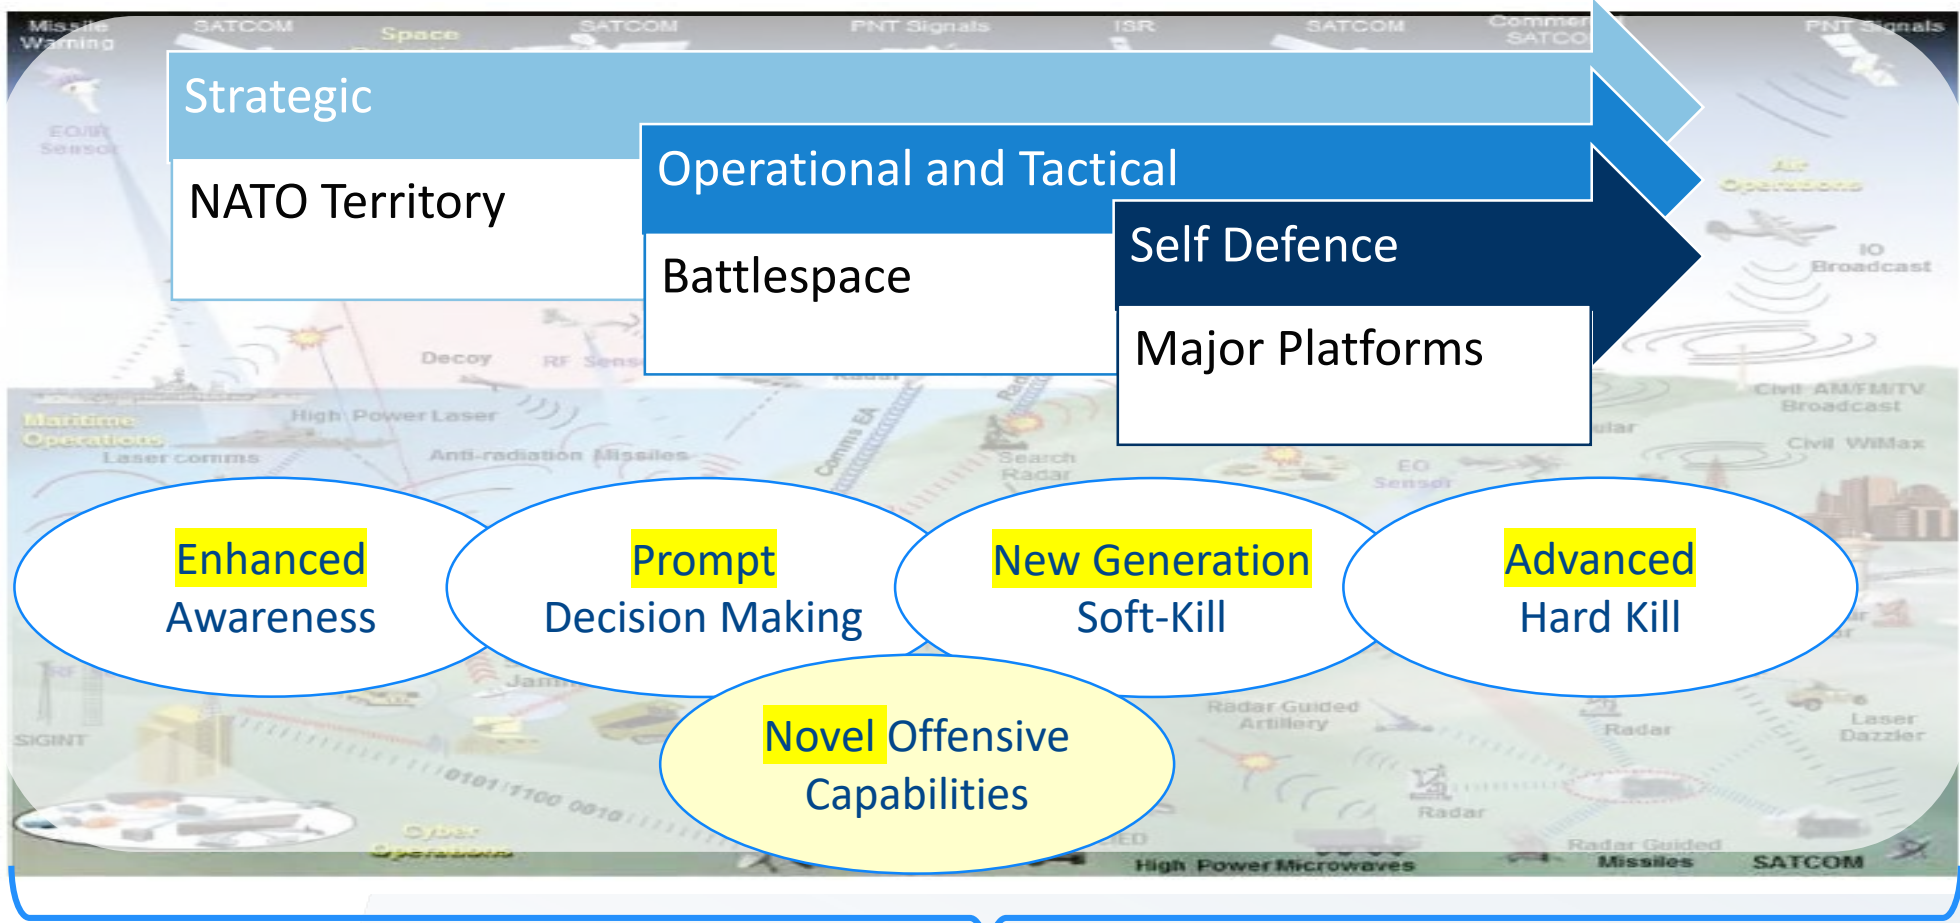 Missile
Warning
SATCOM
Space
SATCOM
PNT Signals
ISR
SATCOM
SATCOM
PNT Signals
Strategic
EO/IR
Sensor
Operational and Tactical
NATO Territory
Air
Operations
Self Defence
Battlespace
IO
Broadcast
Major Platforms
Decoy
RF
Radar
Civil AM/FM/TV
Broadcast
High Power Laser
Comms EA
Maritime
Operations
Laser comms
Anti-radiation Missiles
Search
Radar
EO
Sensor
Civil WiMax
Enhanced
Awareness
Prompt
Decision Making
New Generation
Soft-Kill
Advanced
Hard Kill
RF
SIGINT
Novel Offensive
Capabilities
Radar Guided
Artillery
Radar
Laser
Dazzler
Radar
Cyber
Operations
High Power Microwaves
Radar Guided
Missiles
SATCOM